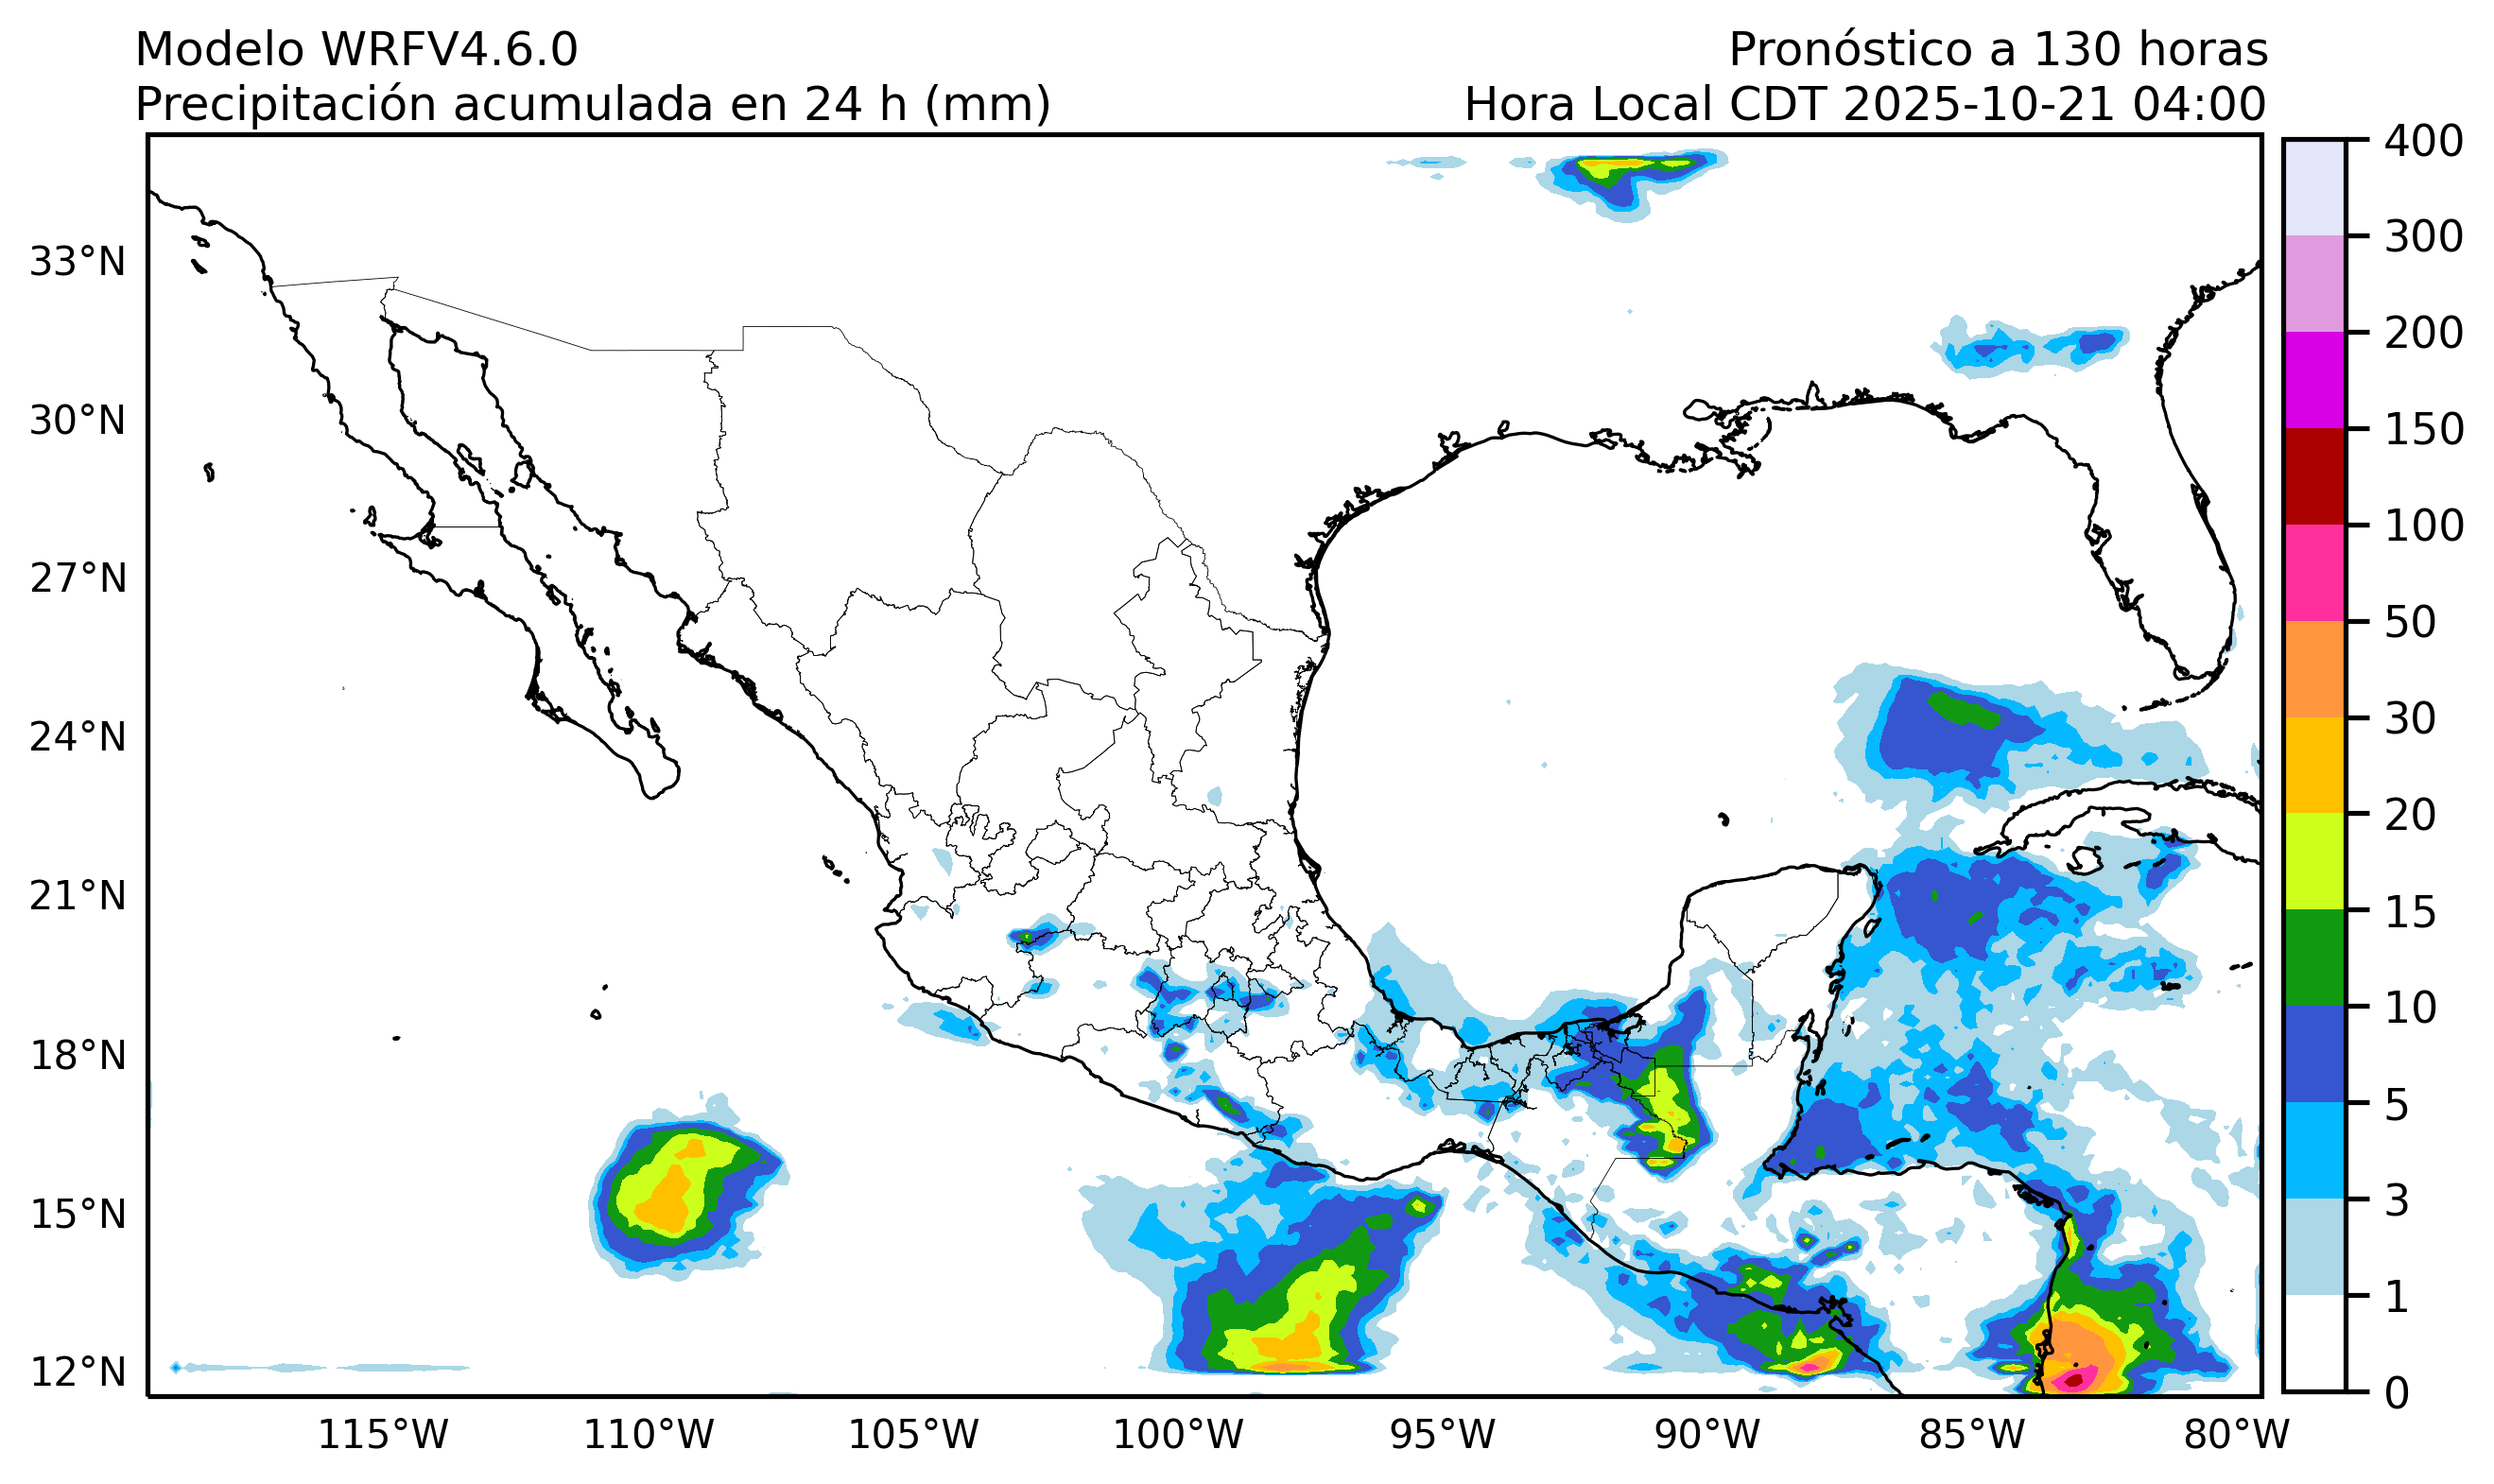 Modelo WRFV4.6.0
Pronóstico a 130 horas
Precipitación acumulada en 24 h (mm)
Hora Local CDT 2025-10-21 04:00
400
300
200
150
100
50
30
20
15
10
5
3
1
0
33°N
30°N
27°N
24°N
21°N
18°N
15°N
12°N
115°W
110°W
105°W
100°W
95°W
90°W
85°W
80°W